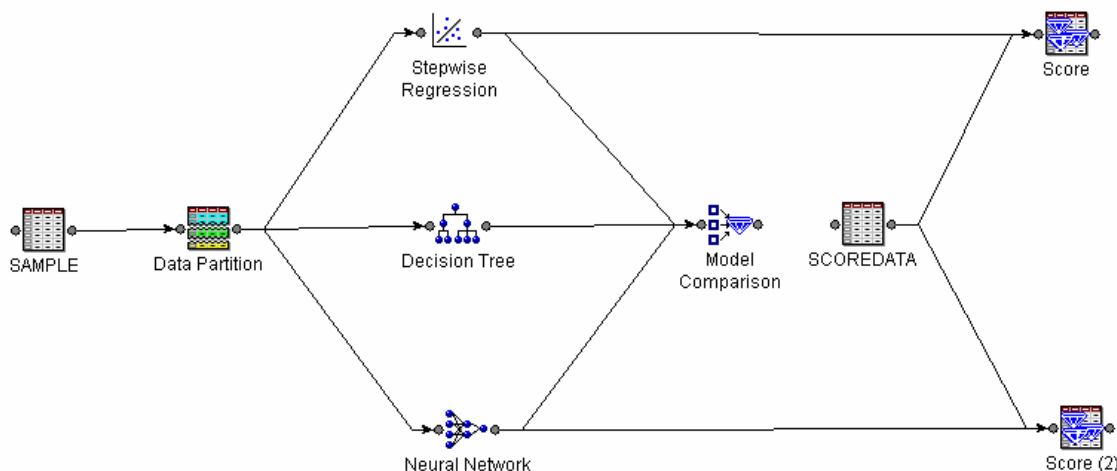 Stepwise
Regression
Score
SAMPLE
Data Partition
Decision Tree
Model
Comparison
SCOREDATA
Neural Network
Score (2)